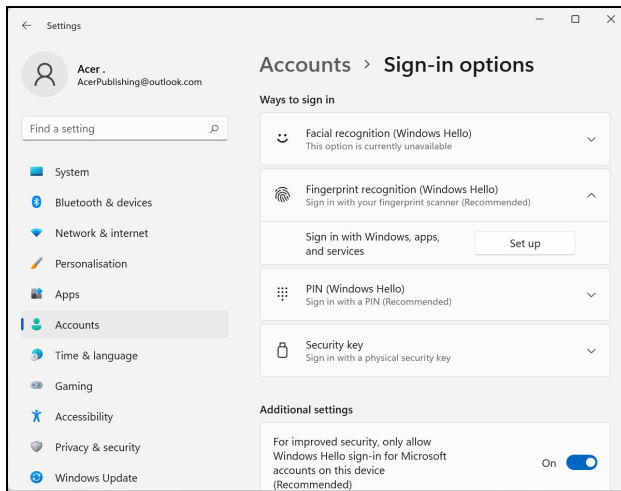 Settings
Acer .
AcerPublishing@outlook.com
Find a setting
System
Bluetooth & devices
Network & internet
Personalisation
Apps
Accounts
Time & language
Gaming
Accessibility
Privacy & security
Windows Update
Accounts > Sign-in options
Ways to sign in
Facial recognition (Windows Hello)
This option is currently unavailable
Fingerprint recognition (Windows Hello)
Sign in with your fingerprint scanner (Recommended)
Sign in with Windows, apps,
and services
Set up
PIN (Windows Hello)
Sign in with a PIN (Recommended)
Security key
Sign in with a physical security key
Additional settings
For improved security, only allow
Windows Hello sign-in for Microsoft
accounts on this device
(Recommended)
On